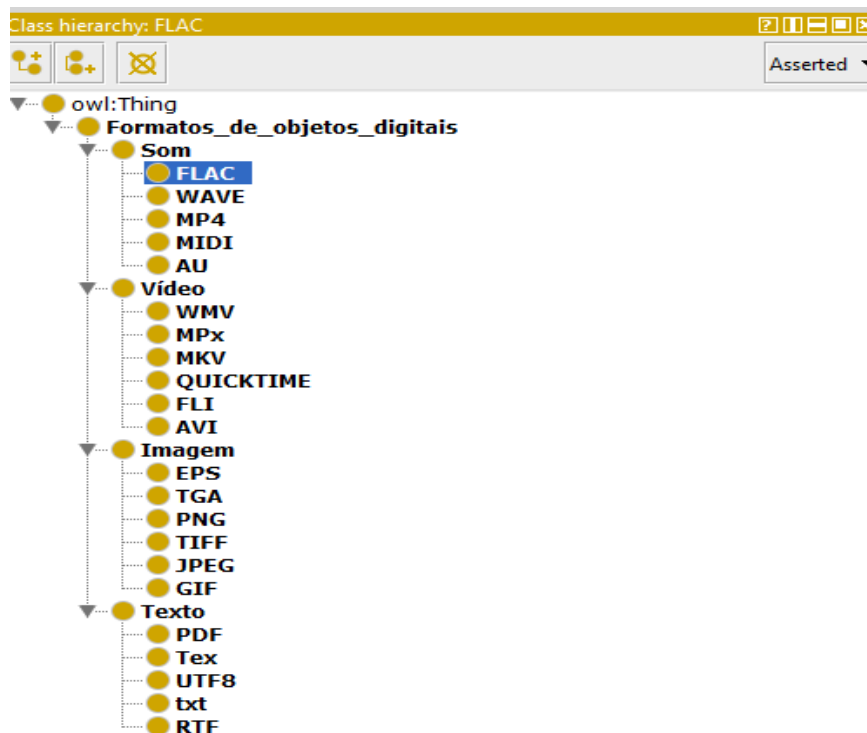 Class hierarchy: FLAC
Asserted
owl:Thing
Formatos_de_objetos_digitais
Som
FLAC
WAVE
MP4
MIDI
AU
Vídeo
WMV
MPx
MKV
QUICKTIME
FLI
AVI
Imagem
EPS
TGA
PNG
TIFF
JPEG
GIF
Texto
PDF
Tex
UTF8
txt
RTF